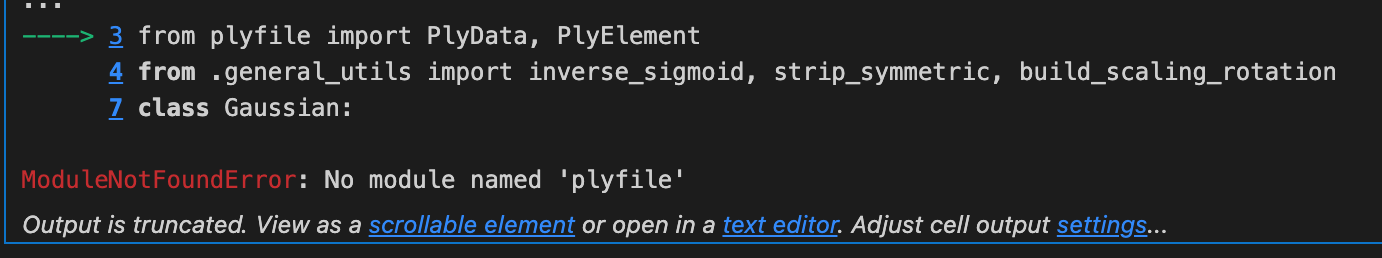 ...
----> 3 from plyfile import PlyData, PlyElement
4 from .general_utils import inverse_sigmoid, strip_symmetric, build_scaling_rotation
7 class Gaussian:
ModuleNotFoundError: No module named 'plyfile'
Output is truncated. View as a scrollable element or open in a text editor. Adjust cell output settings...